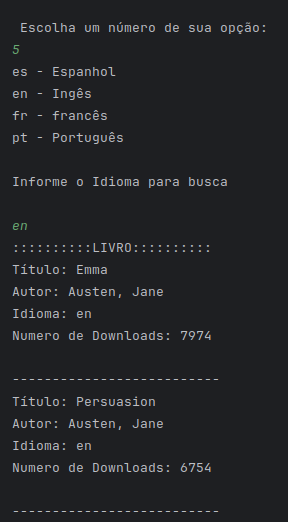 Escolha um número de sua opção:
5
es - Espanhol
en - Ingês
fr - francês
pt - Português
Informe o Idioma para busca
en
::::::::::LIVRO::::::::::
Título: Emma
Autor: Austen, Jane
Idioma: en
Numero de Downloads: 7974
--------------------------
Título: Persuasion
Autor: Austen, Jane
Idioma: en
Numero de Downloads: 6754
--------------------------